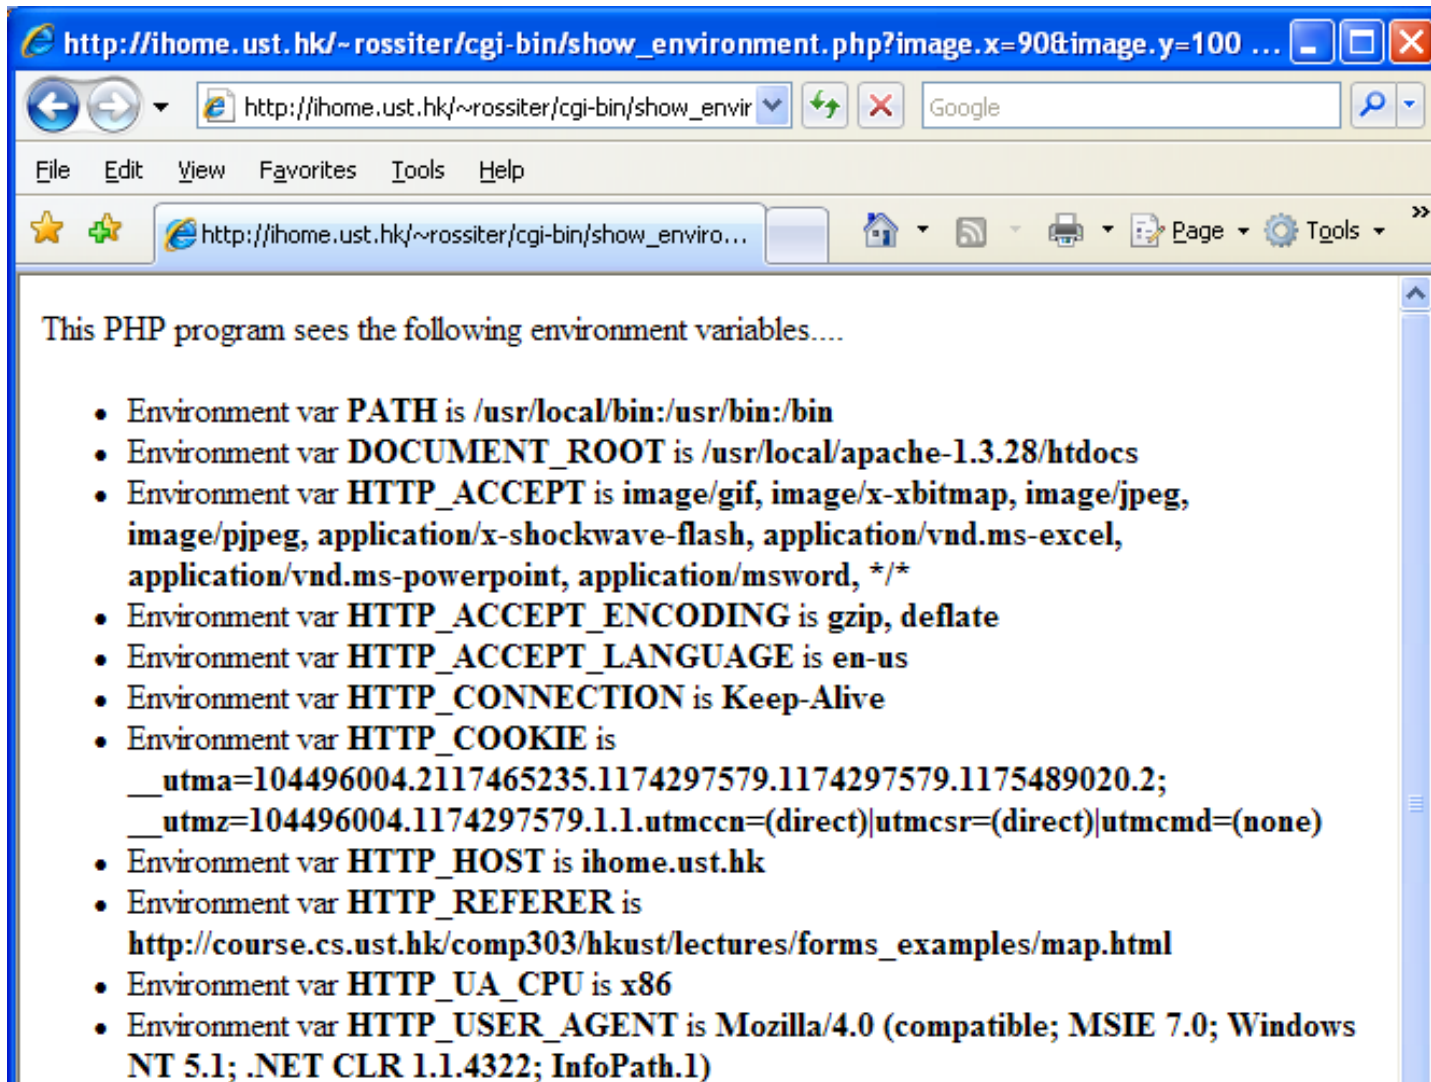 http://ihome.ust.hk/~rossiter/cgi-bin/show_environment.php?image.x=90&image.y=100 ...
http://ihome.ust.hk/~rossiter/cgi-bin/show_envir
Google
File Edit View Favorites Tools Help
http://ihome.ust.hk/~rossiter/cgi-bin/show_enviro...
Page Tools »
This PHP program sees the following environment variables....
• Environment var PATH is /usr/local/bin:/usr/bin:/bin
• Environment var DOCUMENT_ROOT is /usr/local/apache-1.3.28/htdocs
• Environment var HTTP_ACCEPT is image/gif, image/x-xbitmap, image/jpeg,
image/pjpeg, application/x-shockwave-flash, application/vnd.ms-excel,
application/vnd.ms-powerpoint, application/msword, */*
• Environment var HTTP_ACCEPT_ENCODING is gzip, deflate
• Environment var HTTP_ACCEPT_LANGUAGE is en-us
• Environment var HTTP_CONNECTION is Keep-Alive
• Environment var HTTP_COOKIE is
__utma=104496004.2117465235.1174297579.1174297579.1175489020.2;
__utmz=104496004.1174297579.1.1.utmccn=(direct)|utmcsr=(direct)|utmcmd=(none)
• Environment var HTTP_HOST is ihome.ust.hk
• Environment var HTTP_REFERER is
http://course.cs.ust.hk/comp303/hkust/lectures/forms_examples/map.html
• Environment var HTTP_UA_CPU is x86
• Environment var HTTP_USER_AGENT is Mozilla/4.0 (compatible; MSIE 7.0; Windows
NT 5.1; .NET CLR 1.1.4322; InfoPath.1)